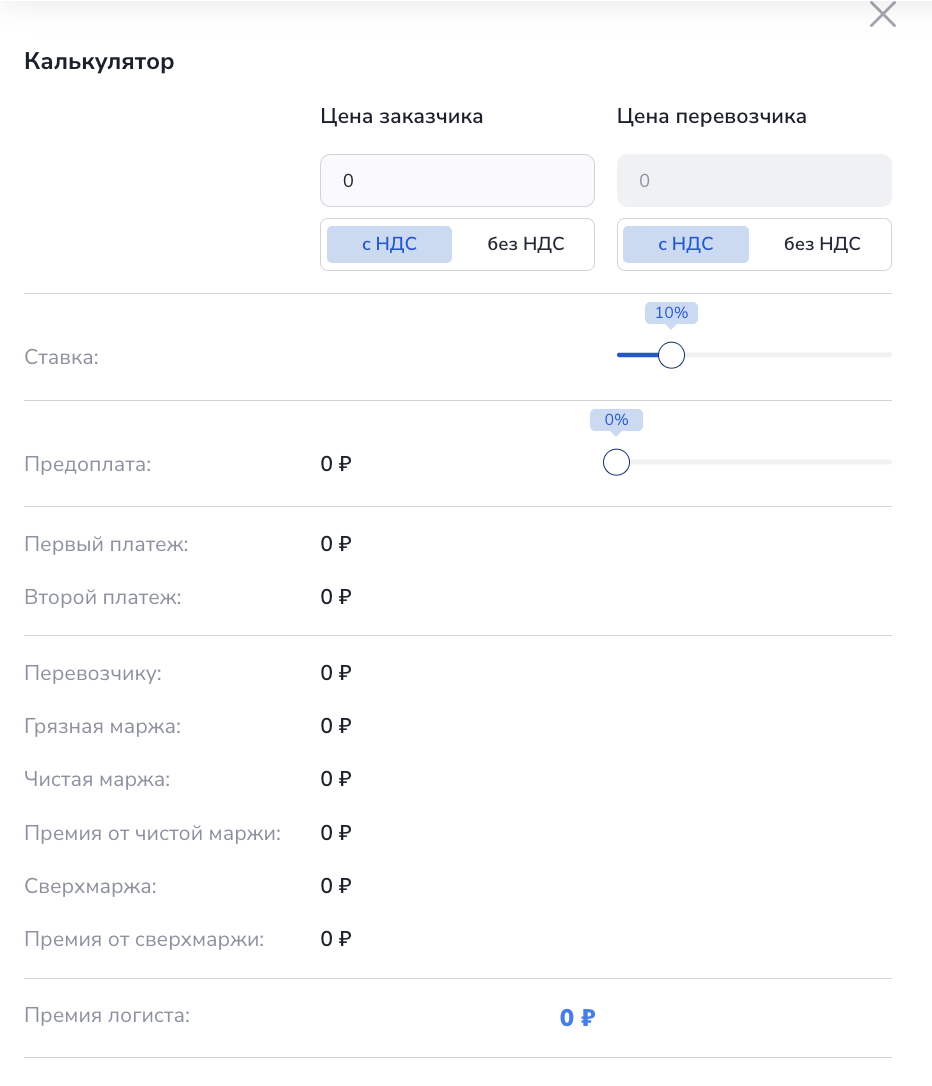 Калькулятор
Цена заказчика Цена перевозчика
0 0
с НДС без НДС с НДС без НДС
10%
Ставка:
0%
Предоплата: 0 ₽
Первый платеж: 0 ₽
Второй платеж: 0 ₽
Перевозчику: 0 ₽
Грязная маржа: 0 ₽
Чистая маржа: 0 ₽
Премия от чистой маржи: 0 ₽
Сверхмаржа: 0 ₽
Премия от сверхмаржи: 0 ₽
Премия логиста: 0 ₽